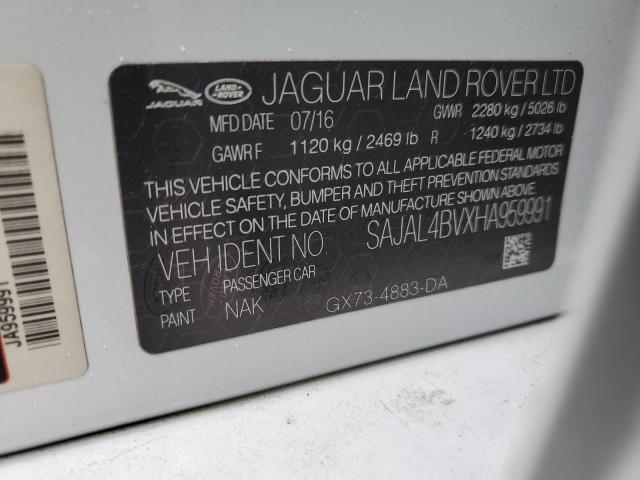 JAGUAR LAND-ROVER JAGUAR LAND ROVER LTD
MFD DATE 07/16 GVWR 2280 kg / 5026 lb
GAWR F 1120 kg / 2469 lb R 1240 kg / 2734 lb
THIS VEHICLE CONFORMS TO ALL APPLICABLE FEDERAL MOTOR
VEHICLE SAFETY, BUMPER AND THEFT PREVENTION STANDARDS
IN EFFECT ON THE DATE OF MANUFACTURE SHOWN ABOVE.
VEH IDENT NO. SAJAL4BVXHA959991
TYPE PASSENGER CAR
PAINT NAK GX73-4883-DA
JA959991